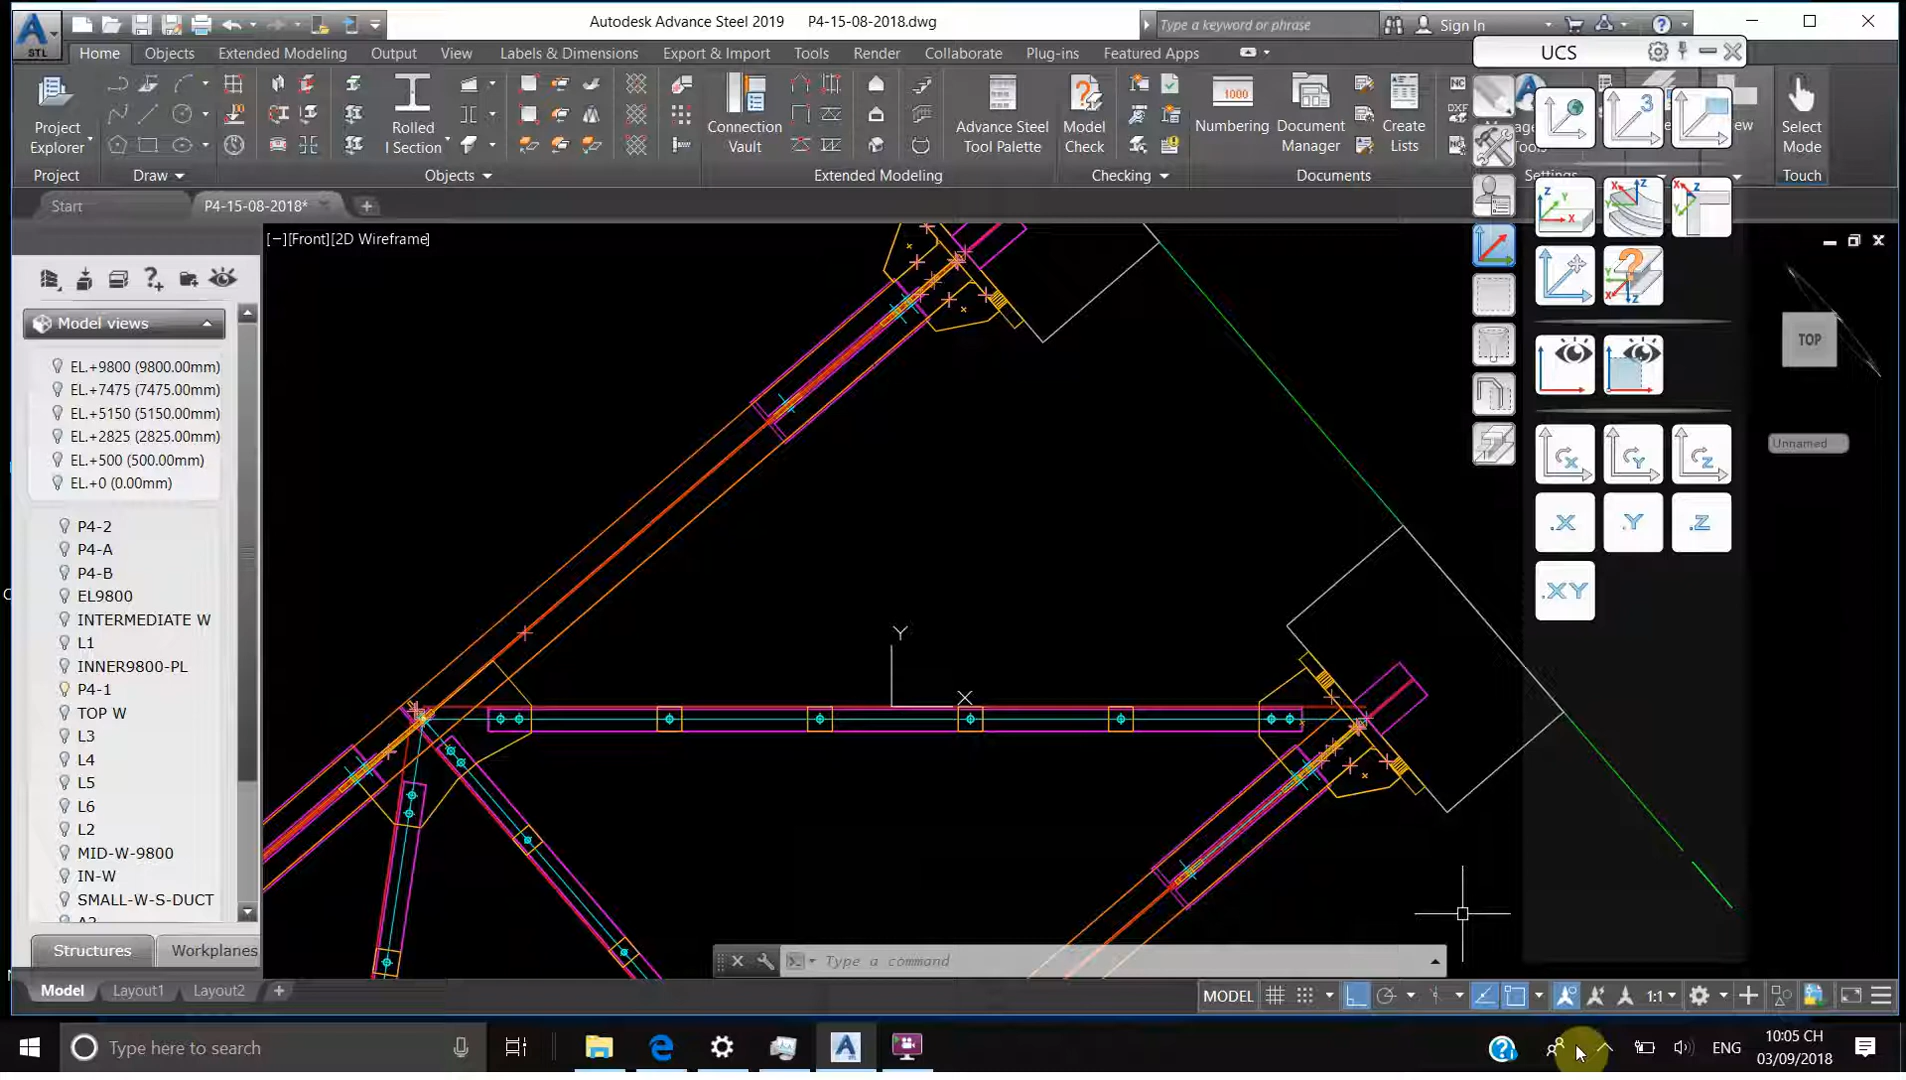 Autodesk Advance Steel 2019 P4-15-08-2018.dwg
Type a keyword or phrase
Sign In
STL
Home Objects Extended Modeling Output View Labels & Dimensions Export & Import Tools Render Collaborate Plug-ins Featured Apps
UCS
Project
Explorer
Rolled
I Section
Connection
Vault
Advance Steel
Tool Palette
Model
Check
1000
Numbering
Document
Manager
Create
Lists
NC
DXF
Select
Mode
Project
Draw
Objects
Extended Modeling
Checking
Documents
Touch
Start
P4-15-08-2018*
[−][Front][2D Wireframe]
Model views
EL.+9800 (9800.00mm)
EL.+7475 (7475.00mm)
EL.+5150 (5150.00mm)
EL.+2825 (2825.00mm)
EL.+500 (500.00mm)
EL.+0 (0.00mm)
P4-2
P4-A
P4-B
EL9800
INTERMEDIATE W
L1
INNER9800-PL
P4-1
TOP W
L3
L4
L5
L6
L2
MID-W-9800
IN-W
SMALL-W-S-DUCT
Structures
Workplanes
Y
X
TOP
Unnamed
3
X
Y
Z
.X
.Y
.Z
.XY
Type a command
Model
Layout1
Layout2
MODEL
1:1
Type here to search
ENG
10:05 CH
03/09/2018